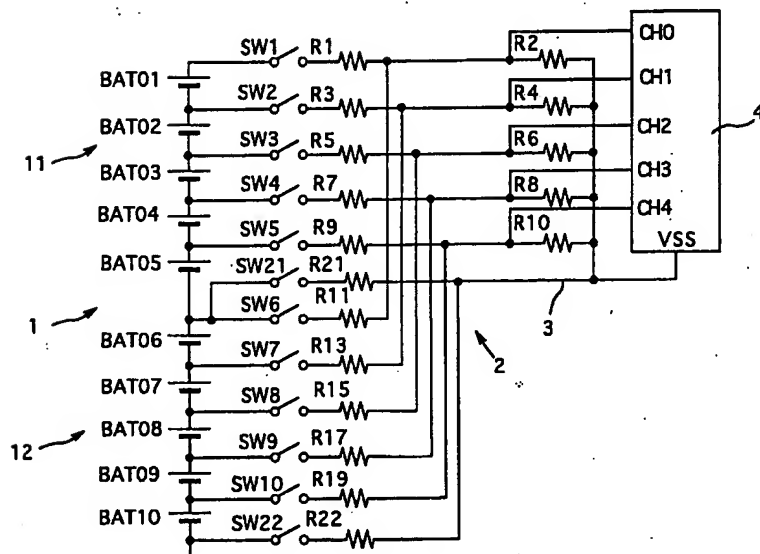 SW1 R1 R2 CH0
BAT01
SW2 R3 R4 CH1
BAT02
SW3 R5 R6 CH2 4
11
BAT03
SW4 R7 R8 CH3
BAT04
SW5 R9 R10 CH4
VSS
BAT05
SW21 R21
1 SW6 R11 3
BAT06
SW7 R13 2
BAT07
SW8 R15
12 BAT08
SW9 R17
BAT09
SW10 R19
BAT10
SW22 R22